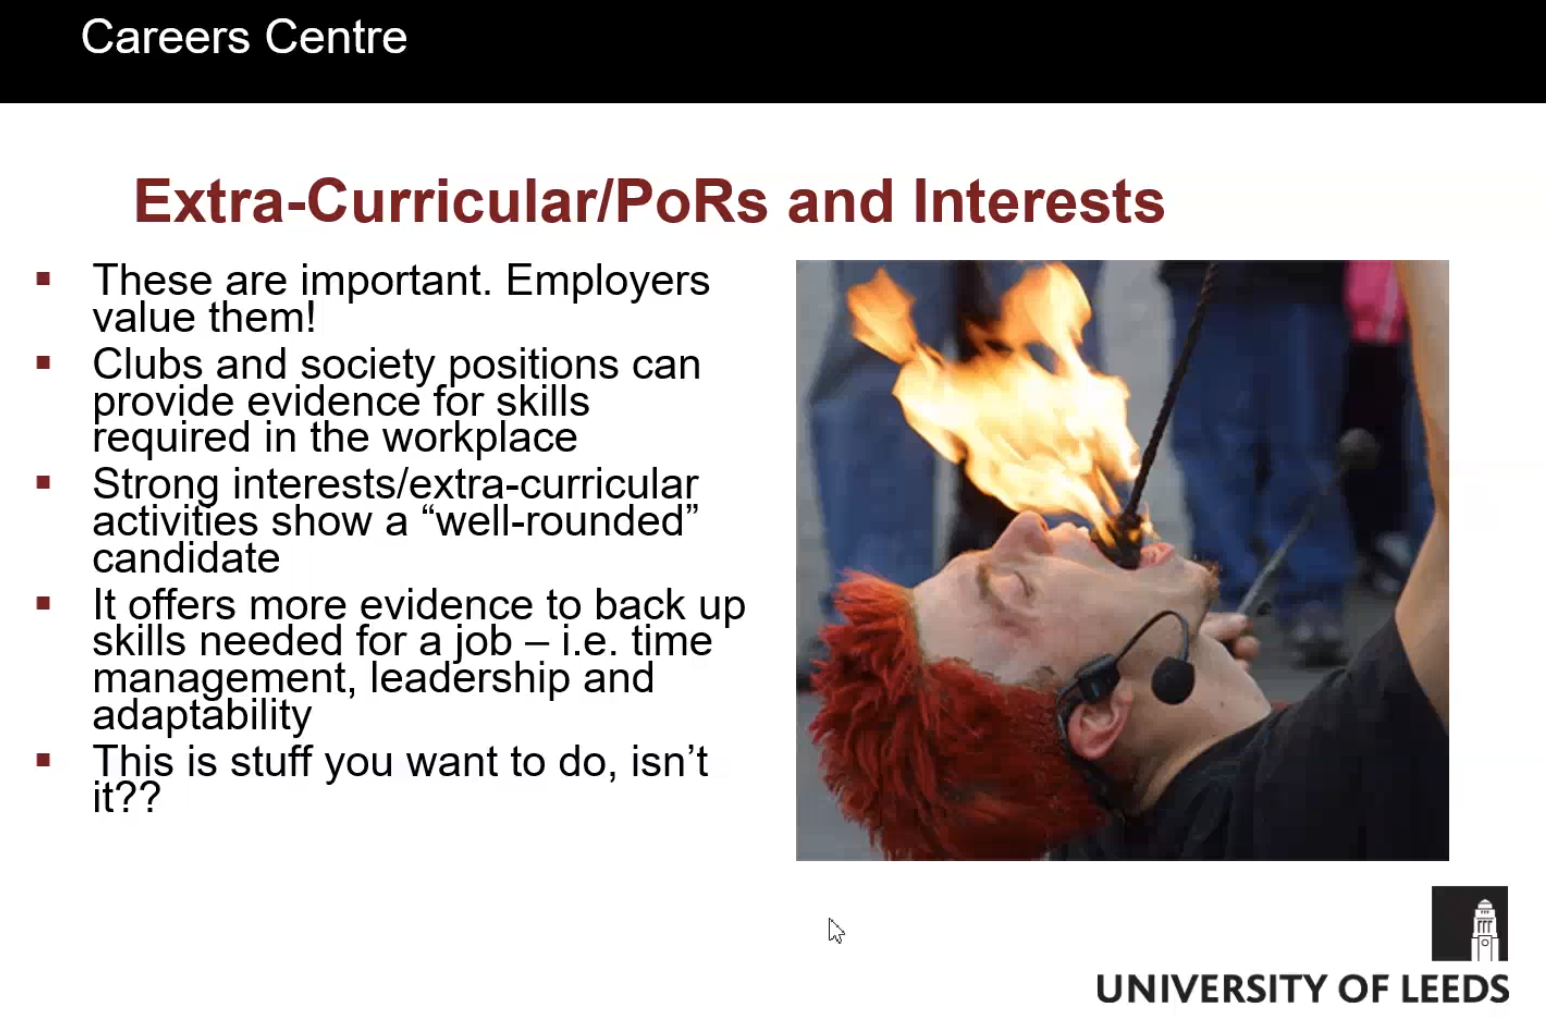 Careers Centre
Extra-Curricular/PoRs and Interests
These are important. Employers
value them!
Clubs and society positions can
provide evidence for skills
required in the workplace
Strong interests/extra-curricular
activities show a “well-rounded”
candidate
It offers more evidence to back up
skills needed for a job – i.e. time
management, leadership and
adaptability
This is stuff you want to do, isn’t
it??
UNIVERSITY OF LEEDS